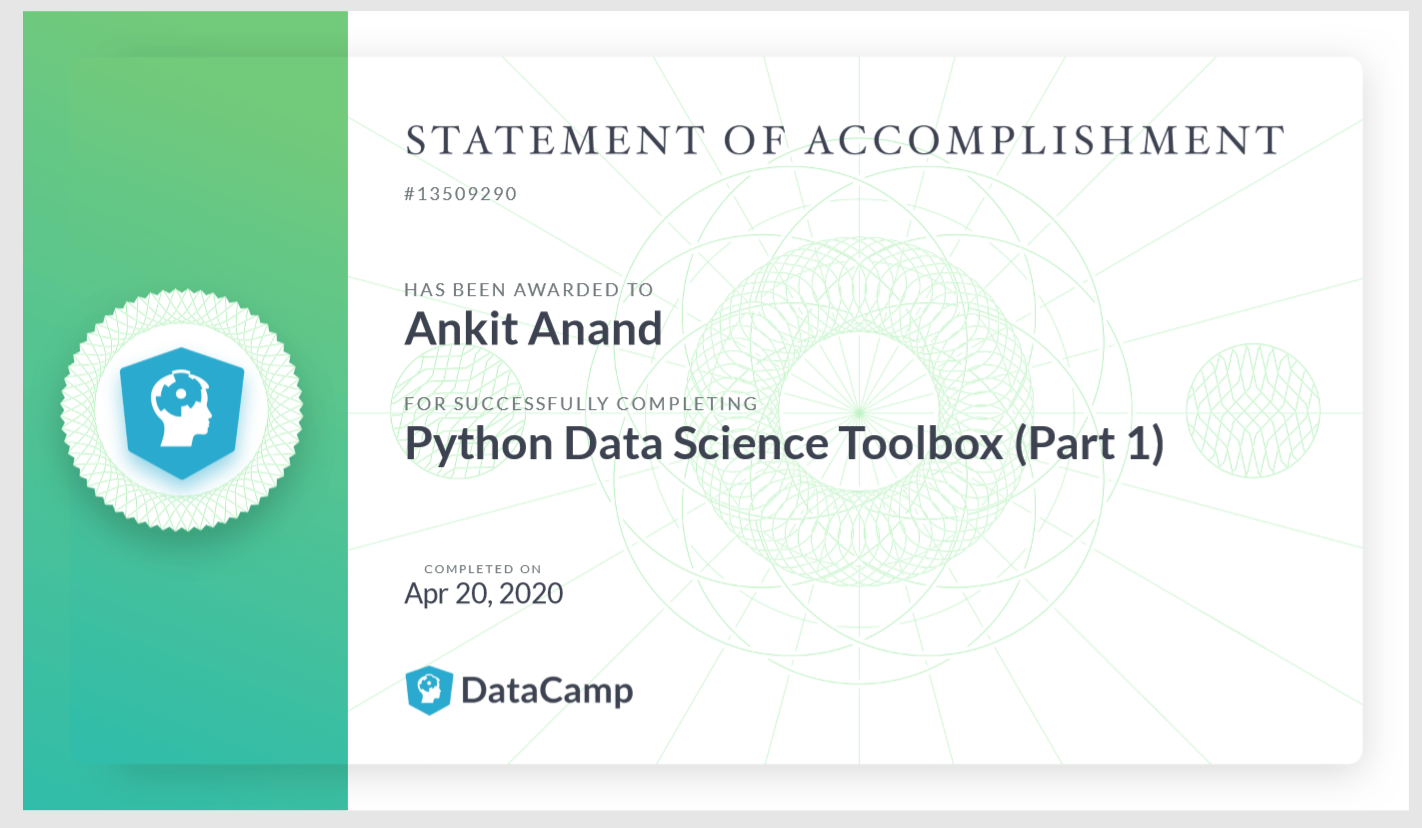 STATEMENT OF ACCOMPLISHMENT
#13509290
HAS BEEN AWARDED TO
Ankit Anand
FOR SUCCESSFULLY COMPLETING
Python Data Science Toolbox (Part 1)
COMPLETED ON
Apr 20, 2020
DataCamp